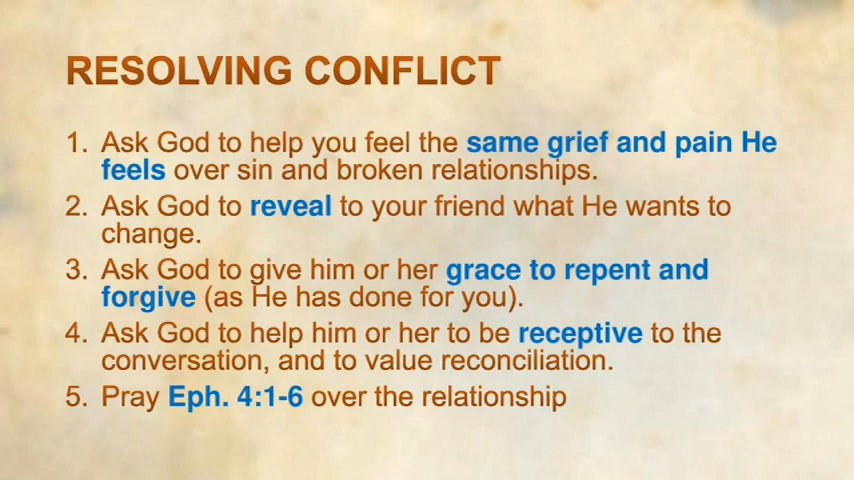 RESOLVING CONFLICT
1. Ask God to help you feel the same grief and pain He
feels over sin and broken relationships.
2. Ask God to reveal to your friend what He wants to
change.
3. Ask God to give him or her grace to repent and
forgive (as He has done for you).
4. Ask God to help him or her to be receptive to the
conversation, and to value reconciliation.
5. Pray Eph. 4:1-6 over the relationship